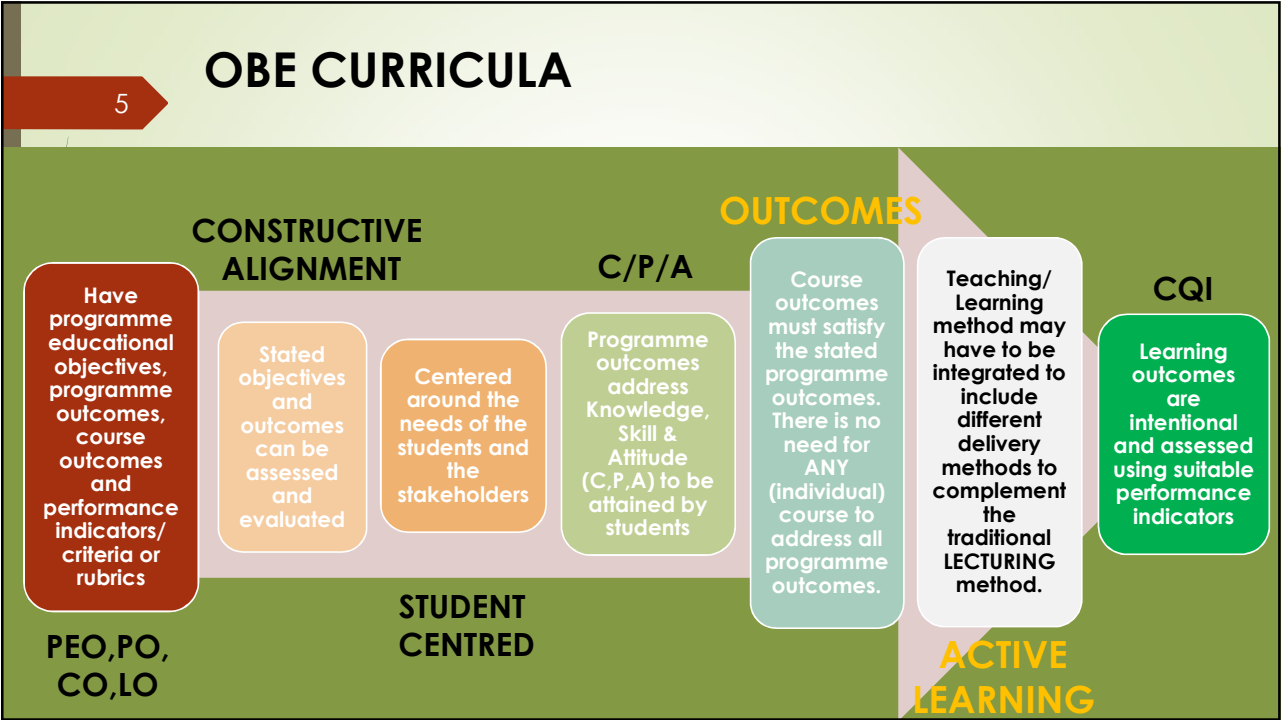 OBE CURRICULA
5
PEO,PO,
CO,LO
Have
programme
educational
objectives,
programme
outcomes,
course
outcomes
and
performance
indicators/
criteria or
rubrics
CONSTRUCTIVE
ALIGNMENT
Stated
objectives
and
outcomes
can be
assessed
and
evaluated
Centered
around the
needs of the
students and
the
stakeholders
STUDENT
CENTRED
C/P/A
Programme
outcomes
address
Knowledge,
Skill &
Attitude
(C,P,A) to be
attained by
students
OUTCOMES
Course
outcomes
must satisfy
the stated
programme
outcomes.
There is no
need for
ANY
(individual)
course to
address all
programme
outcomes.
Teaching/
Learning
method may
have to be
integrated to
include
different
delivery
methods to
complement
the
traditional
LECTURING
method.
ACTIVE
LEARNING
CQI
Learning
outcomes
are
intentional
and assessed
using suitable
performance
indicators